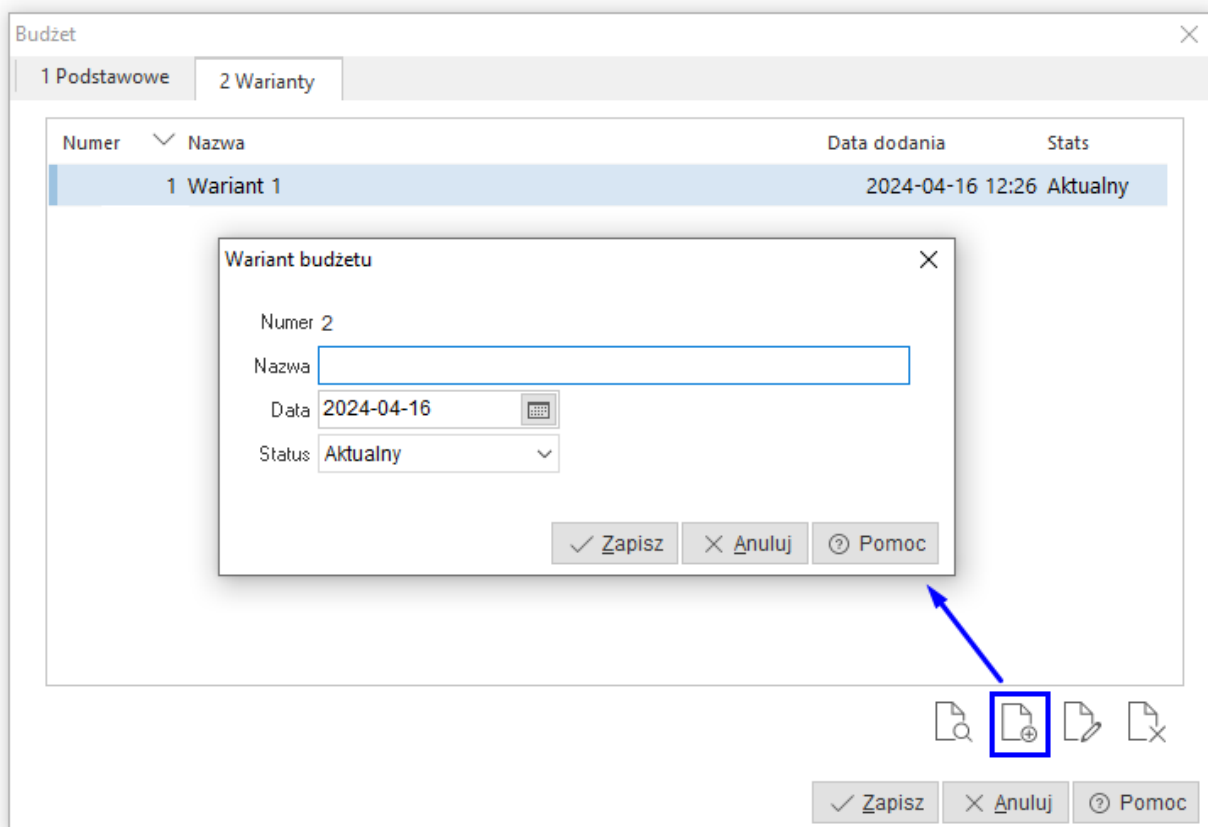 Budżet
1 Podstawowe 2 Warianty
Numer Nazwa Data dodania Stats
1 Wariant 1 2024-04-16 12:26 Aktualny
Wariant budżetu
Numer 2
Nazwa
Data 2024-04-16
Status Aktualny
Zapisz Anuluj Pomoc
Zapisz Anuluj Pomoc